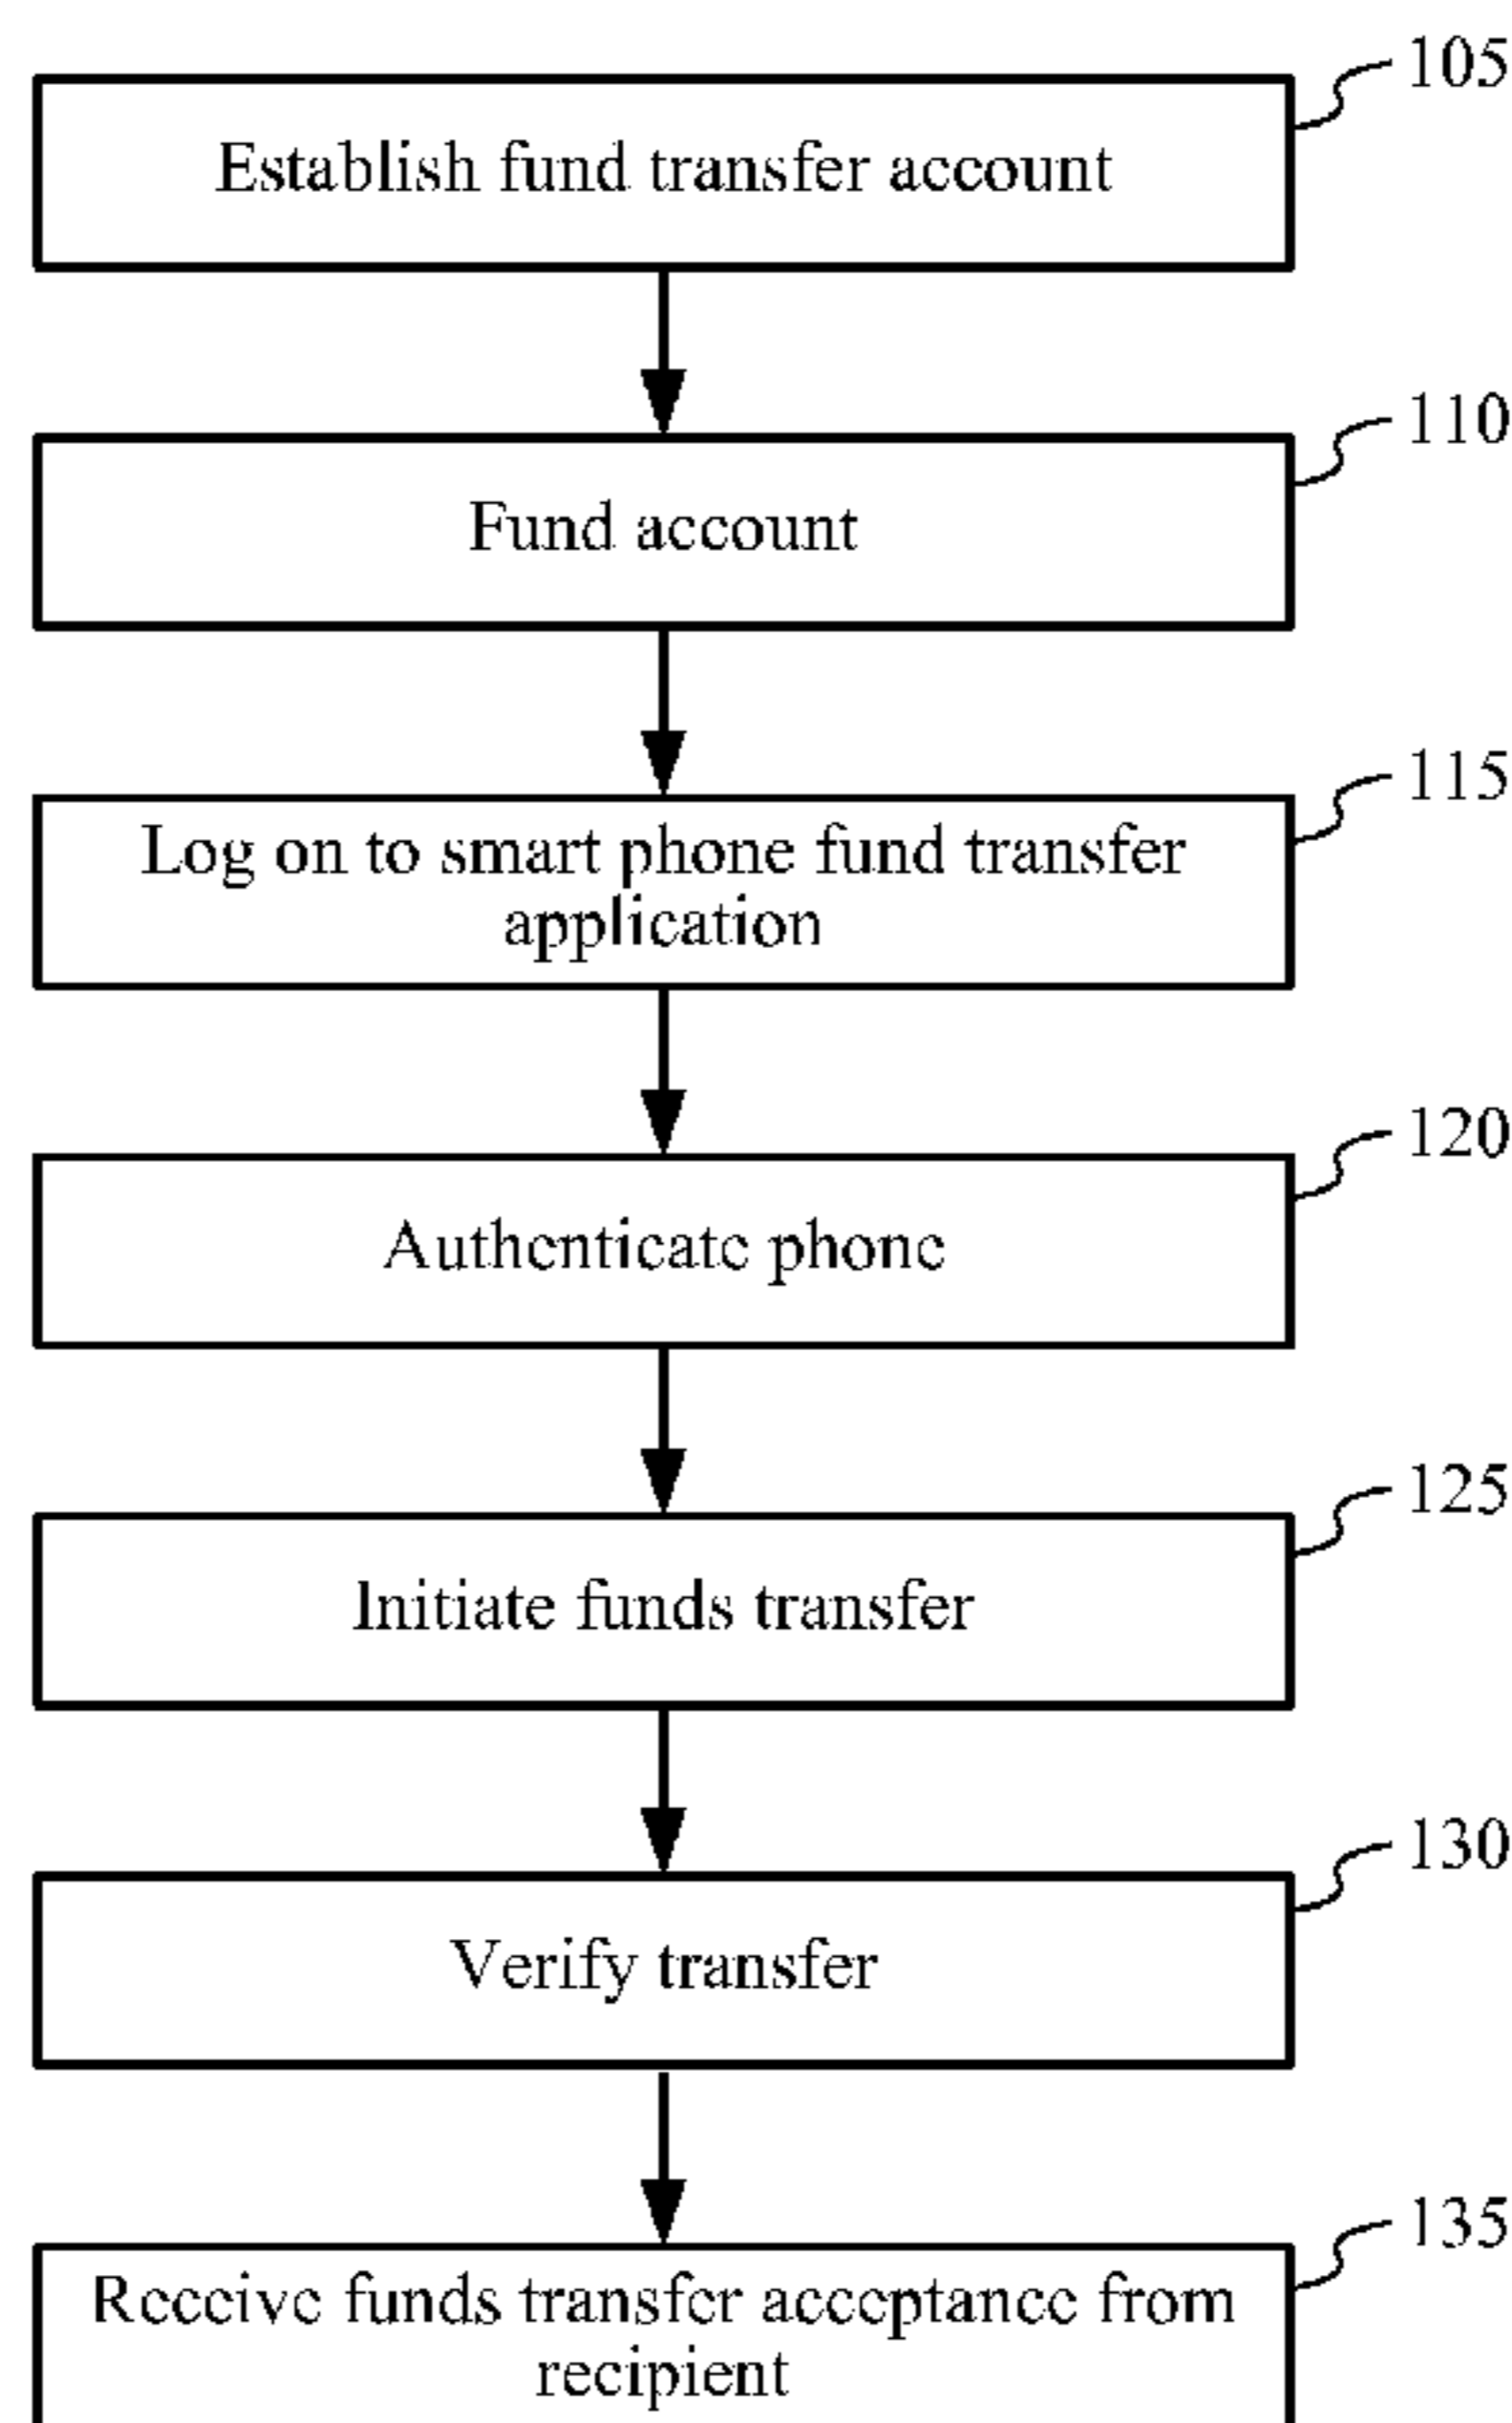 105
Establish fund transfer account
110
Fund account
115
Log on to smart phone fund transfer
application
120
Authenticate phone
125
Initiate funds transfer
130
Verify transfer
135
Receive funds transfer acceptance from
recipient